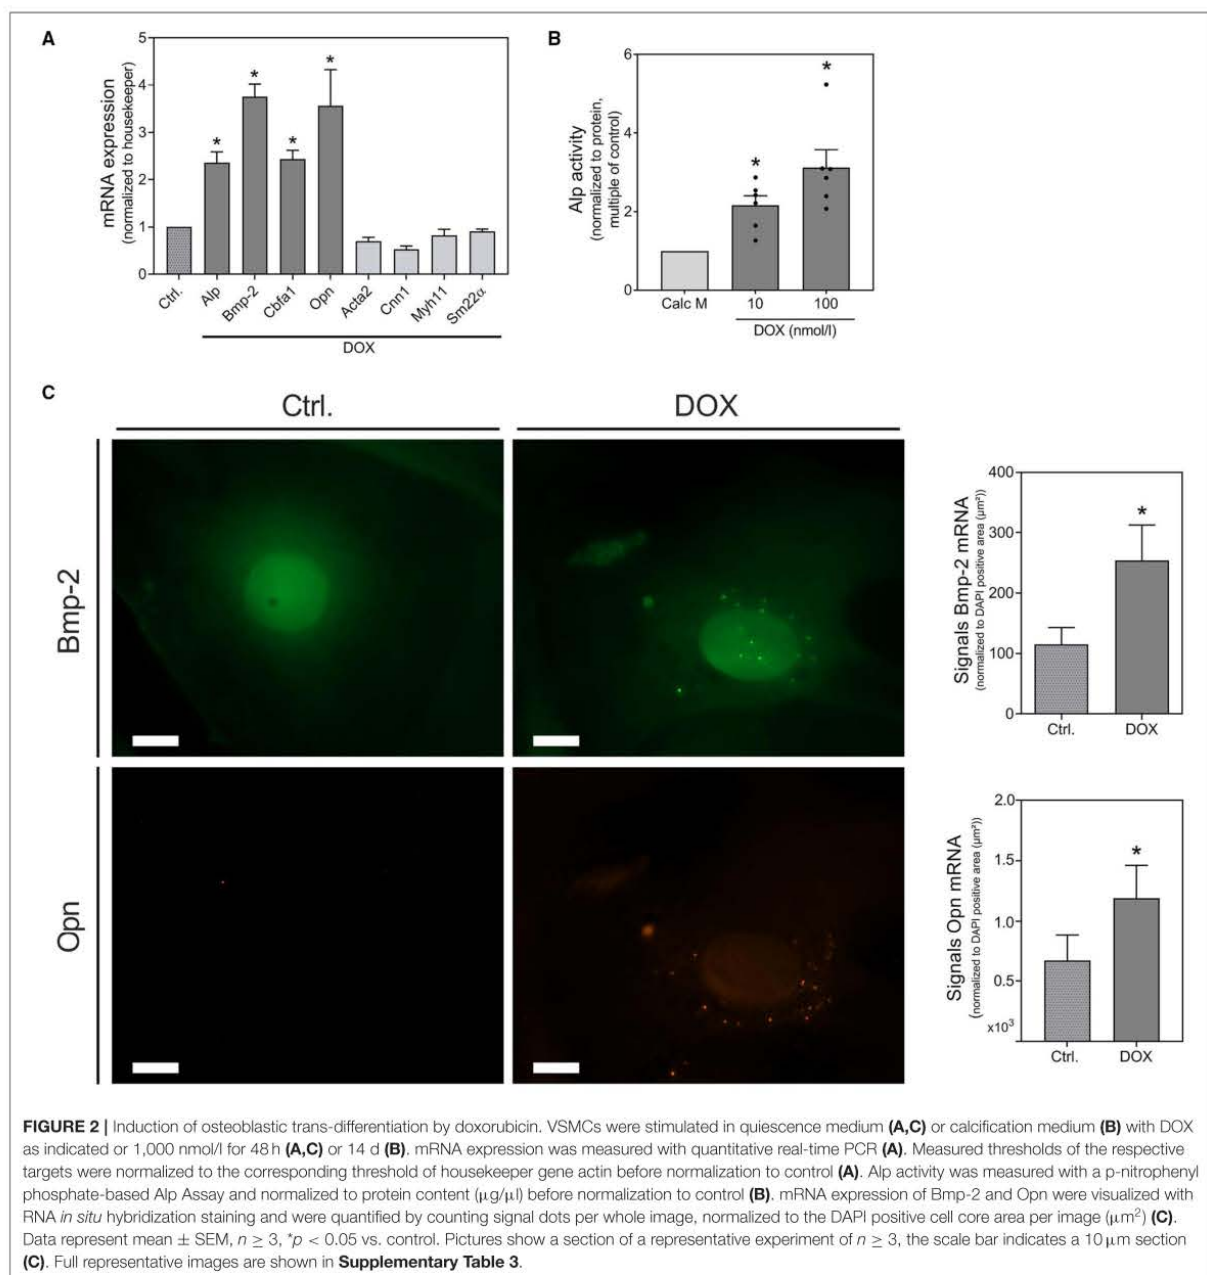 A
mRNA expression
(normalized to housekeeper)
5
4
3
2
1
0
*
*
*
*
Ctrl.
Alp
Bmp-2
Cbfa1
Opn
Acta2
Cnn1
Myh11
Sm22α
DOX
B
Alp activity
(normalized to protein,
multiple of control)
6
4
2
0
*
*
Calc M
10
100
DOX (nmol/l)
C
Ctrl.
DOX
Bmp-2
Opn
Signals Bmp-2 mRNA
(normalized to DAPI positive area (µm²))
400
300
200
100
0
*
Ctrl.
DOX
Signals Opn mRNA
(normalized to DAPI positive area (µm²))
2.0
1.5
1.0
0.5
x10³
*
Ctrl.
DOX
FIGURE 2 | Induction of osteoblastic trans-differentiation by doxorubicin. VSMCs were stimulated in quiescence medium (A,C) or calcification medium (B) with DOX
as indicated or 1,000 nmol/l for 48 h (A,C) or 14 d (B). mRNA expression was measured with quantitative real-time PCR (A). Measured thresholds of the respective
targets were normalized to the corresponding threshold of housekeeper gene actin before normalization to control (A). Alp activity was measured with a p-nitrophenyl
phosphate-based Alp Assay and normalized to protein content (µg/µl) before normalization to control (B). mRNA expression of Bmp-2 and Opn were visualized with
RNA in situ hybridization staining and were quantified by counting signal dots per whole image, normalized to the DAPI positive cell core area per image (µm²) (C).
Data represent mean ± SEM, n ≥ 3, *p < 0.05 vs. control. Pictures show a section of a representative experiment of n ≥ 3, the scale bar indicates a 10 µm section
(C). Full representative images are shown in Supplementary Table 3.